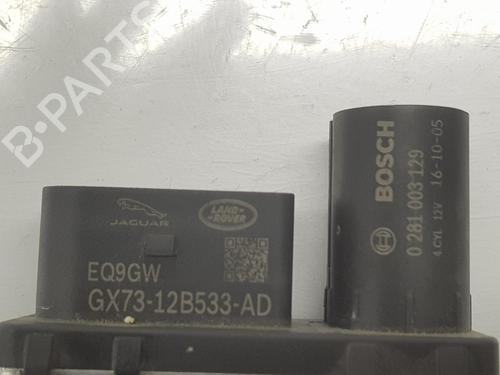 B-PARTS
JAGUAR
LAND
ROVER
EQ9GW
GX73-12B533-AD
BOSCH
0 281 003 129
4 CYL 12V 16-10-05